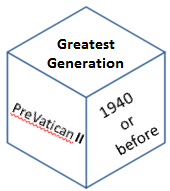 Greatest
Generation
PreVatican II
1940
or
before